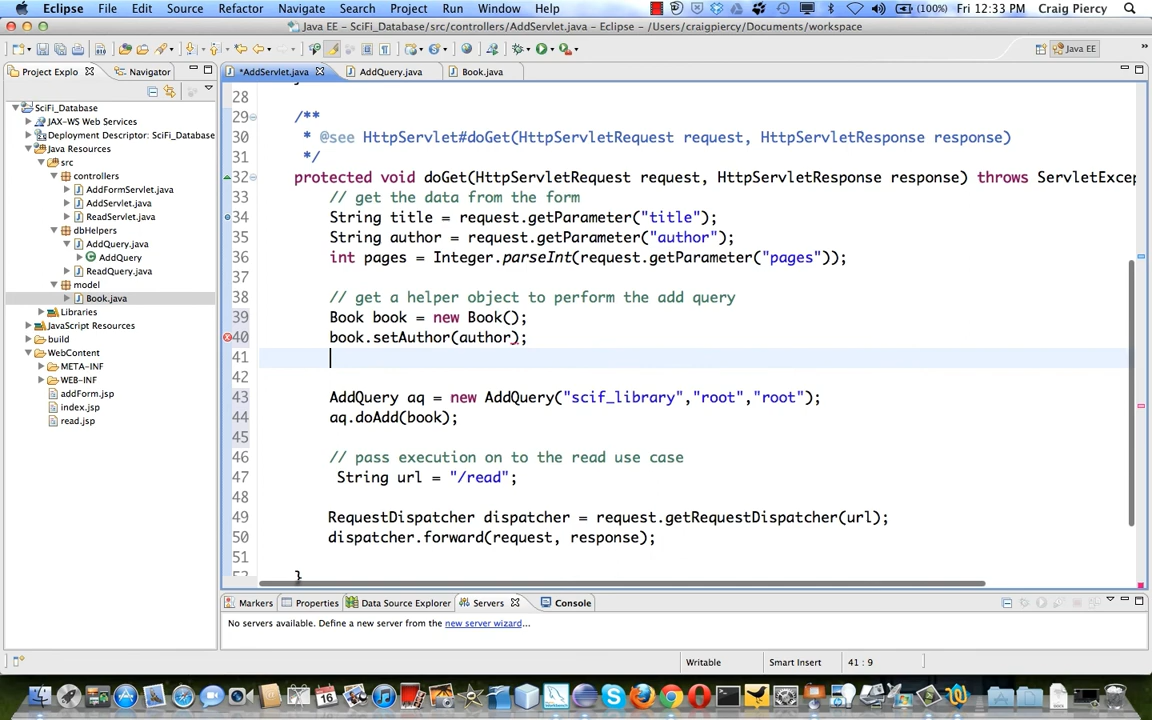 Eclipse File Edit Source Refactor Navigate Search Project Run Window Help (100%) Fri 12:33 PM Craig Piercy
Java EE - SciFi_Database/src/controllers/AddServlet.java - Eclipse - /Users/craigpiercy/Documents/workspace
Java EE
Project Explo Navigator *AddServlet.java AddQuery.java Book.java
SciFi_Database
JAX-WS Web Services
Deployment Descriptor: SciFi_Database
Java Resources
src
controllers
AddFormServlet.java
AddServlet.java
ReadServlet.java
dbHelpers
AddQuery.java
AddQuery
ReadQuery.java
model
Book.java
Libraries
JavaScript Resources
build
WebContent
META-INF
WEB-INF
addForm.jsp
index.jsp
read.jsp
28
29 /**
30 * @see HttpServlet#doGet(HttpServletRequest request, HttpServletResponse response)
31 */
32 protected void doGet(HttpServletRequest request, HttpServletResponse response) throws ServletExcep
33 // get the data from the form
34 String title = request.getParameter("title");
35 String author = request.getParameter("author");
36 int pages = Integer.parseInt(request.getParameter("pages"));
37
38 // get a helper object to perform the add query
39 Book book = new Book();
40 book.setAuthor(author);
41
42
43 AddQuery aq = new AddQuery("scif_library","root","root");
44 aq.doAdd(book);
45
46 // pass execution on to the read use case
47 String url = "/read";
48
49 RequestDispatcher dispatcher = request.getRequestDispatcher(url);
50 dispatcher.forward(request, response);
51
}
Markers Properties Data Source Explorer Servers Console
No servers available. Define a new server from the new server wizard...
Writable Smart Insert 41 : 9